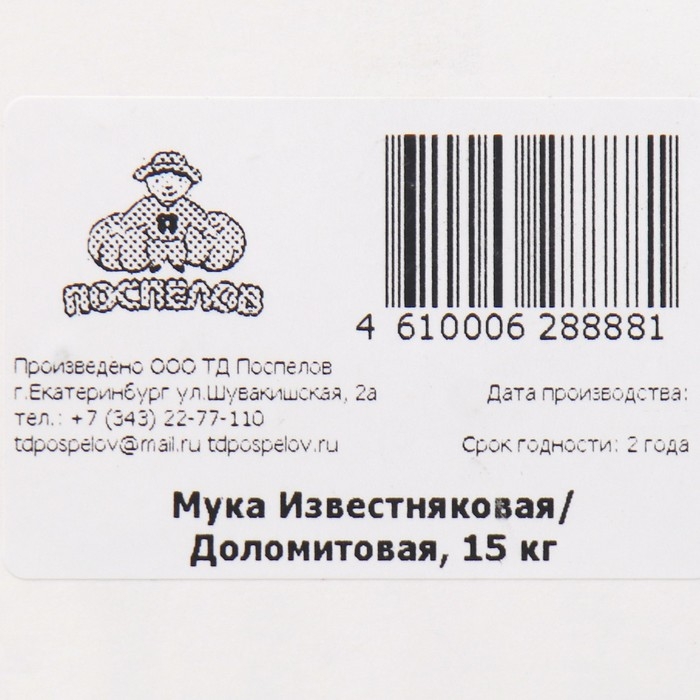 ПОСПЕЛОВ
4 610006 288881
Произведено ООО ТД Поспелов
г.Екатеринбург ул.Шувакишская, 2а
тел.: +7 (343) 22-77-110
tdpospelov@mail.ru tdpospelov.ru
Дата производства:
Срок годности: 2 года
Мука Известняковая/
Доломитовая, 15 кг